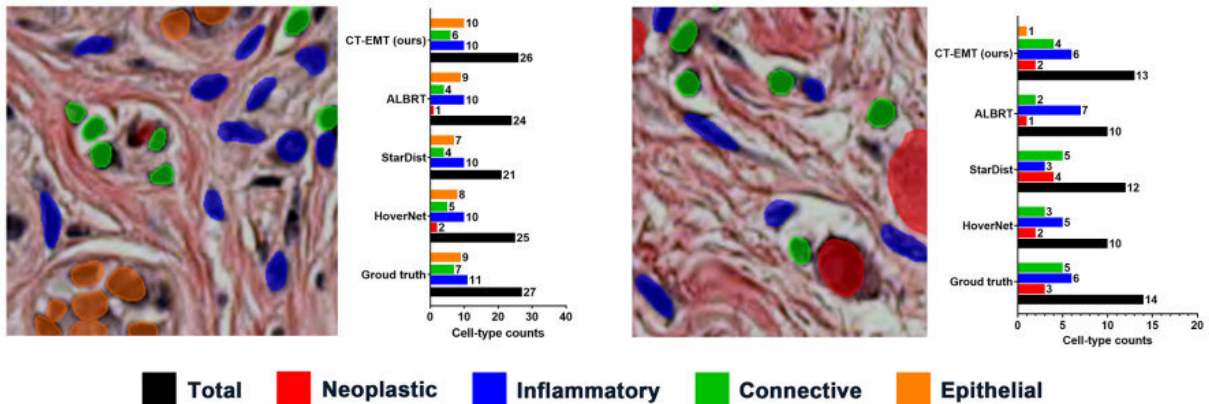 CT-EMT (ours)
10
6
10
26
ALBRT
9
4
10
1
24
StarDist
7
4
10
21
HoverNet
8
5
10
2
25
Groud truth
9
7
11
27
0 10 20 30 40
Cell-type counts
CT-EMT (ours)
1
4
6
2
13
ALBRT
2
7
1
10
StarDist
5
3
4
12
HoverNet
3
5
2
10
Groud truth
5
6
3
14
0 5 10 15 20
Cell-type counts
Total Neoplastic Inflammatory Connective Epithelial